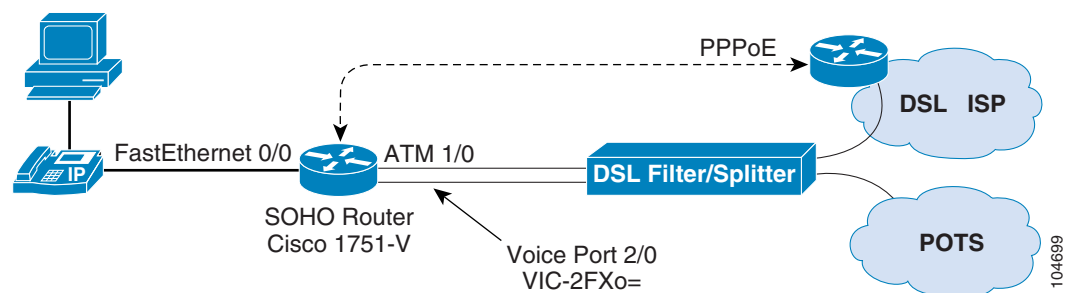 PPPoE
DSL ISP
IP
FastEthernet 0/0
ATM 1/0
DSL Filter/Splitter
SOHO Router
Cisco 1751-V
Voice Port 2/0
VIC-2FXo=
POTS
104699